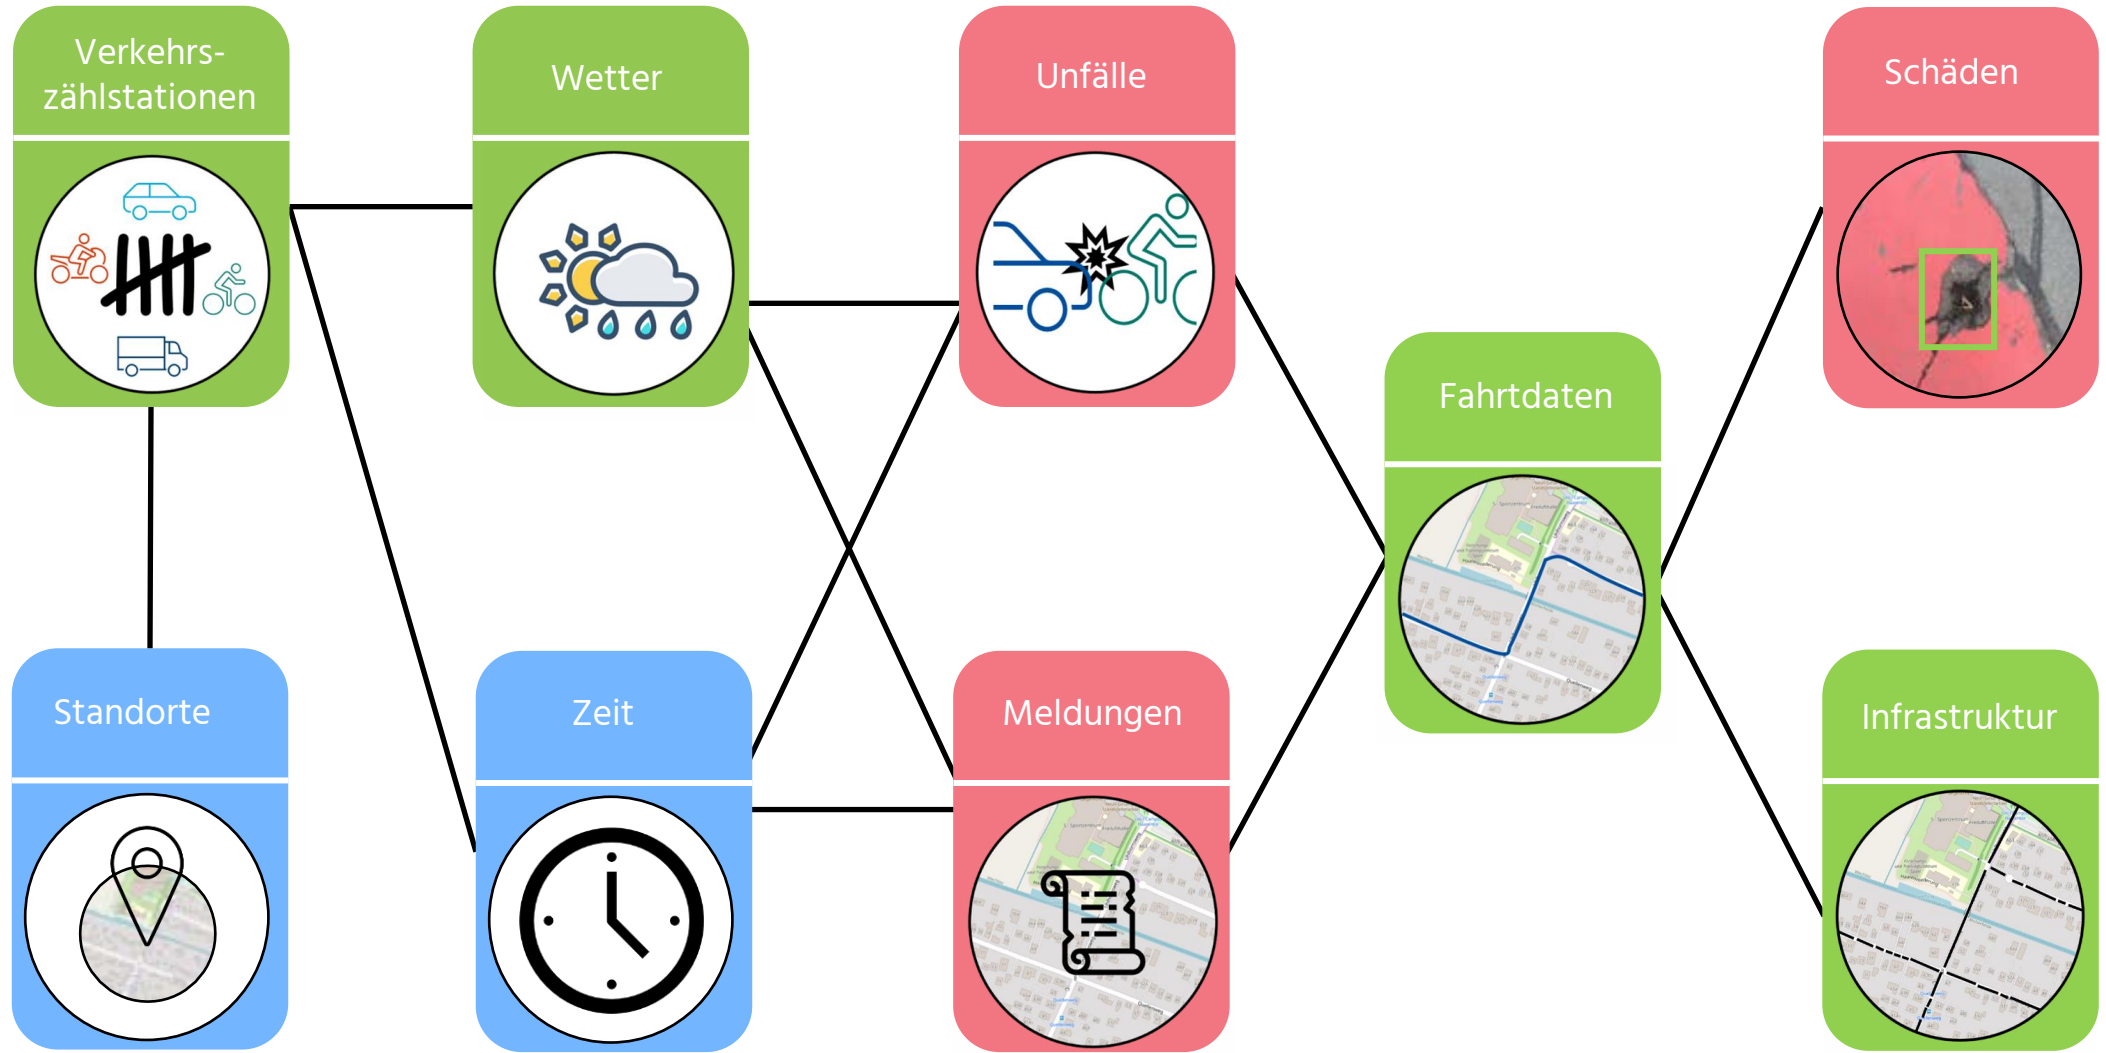 Verkehrs-
zählstationen
Wetter
Unfälle
Schäden
Fahrtdaten
Standorte
Zeit
Meldungen
Infrastruktur